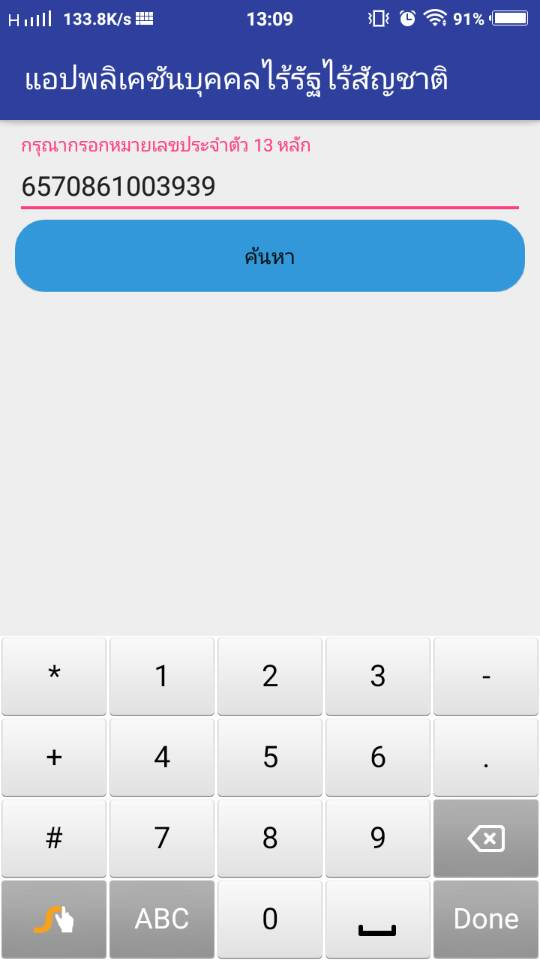 133.8K/s 13:09 91%
แอปพลิเคชันบุคคลไร้รัฐไร้สัญชาติ
กรุณากรอกหมายเลขประจำตัว 13 หลัก
6570861003939
ค้นหา
* 1 2 3 -
+ 4 5 6 .
# 7 8 9
ABC 0 Done